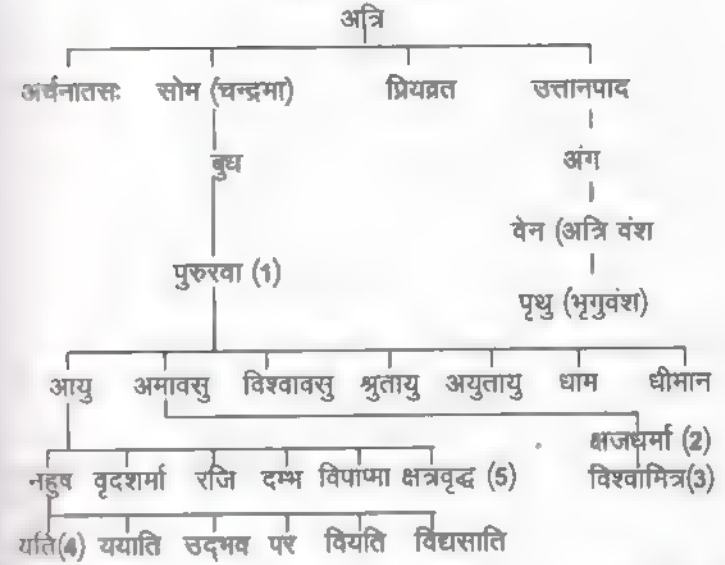 अत्रि
अर्चनातसः सोम (चन्द्रमा) प्रियव्रत उत्तानपाद
बुध अंग
वेन (अत्रि वंश
पुरुरवा (1)
पृथु (भृगुवंश)
आयु अमावसु विश्वावसु श्रुतायु अयुतायु धाम धीमान
क्षजधर्मा (2)
नहुष वृदशर्मा रजि दम्भ विपाप्मा क्षत्रवृद्ध (5) विश्वामित्र(3)
यति(4) ययाति उद्भव पर वियति विद्यसाति